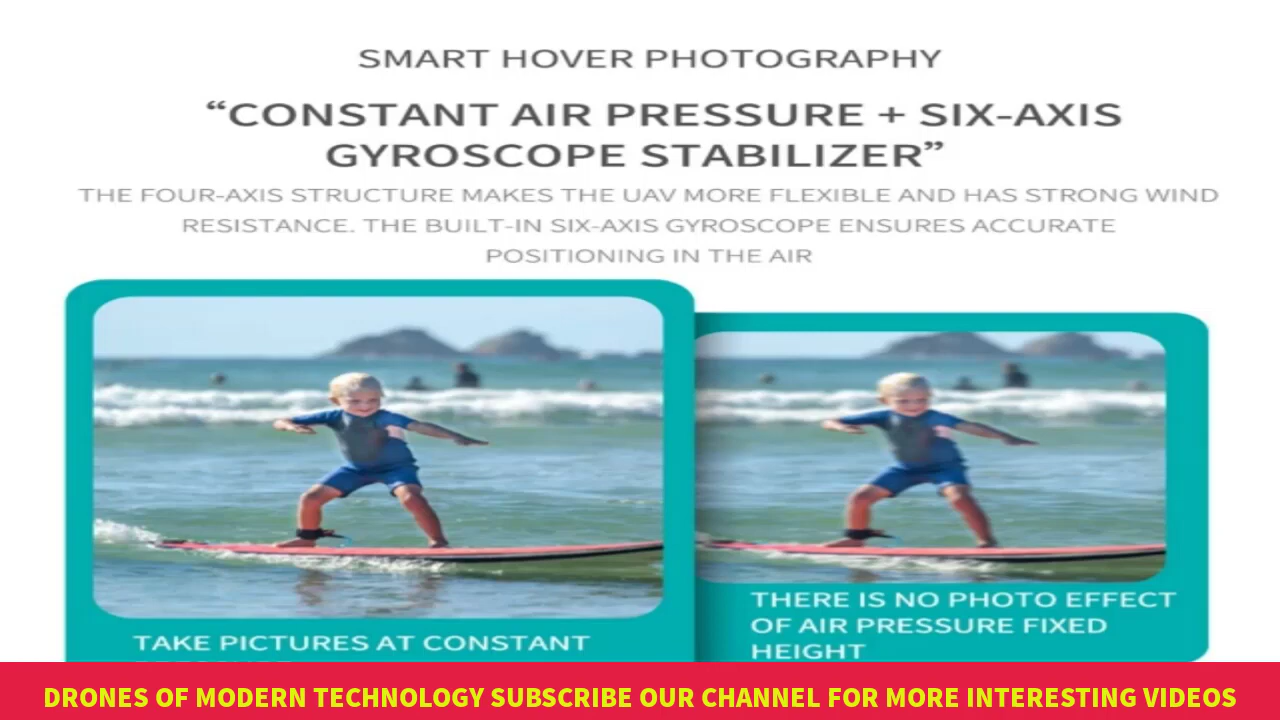 SMART HOVER PHOTOGRAPHY
“CONSTANT AIR PRESSURE + SIX-AXIS
GYROSCOPE STABILIZER”
THE FOUR-AXIS STRUCTURE MAKES THE UAV MORE FLEXIBLE AND HAS STRONG WIND
RESISTANCE. THE BUILT-IN SIX-AXIS GYROSCOPE ENSURES ACCURATE
POSITIONING IN THE AIR
TAKE PICTURES AT CONSTANT
THERE IS NO PHOTO EFFECT
OF AIR PRESSURE FIXED
HEIGHT
DRONES OF MODERN TECHNOLOGY SUBSCRIBE OUR CHANNEL FOR MORE INTERESTING VIDEOS